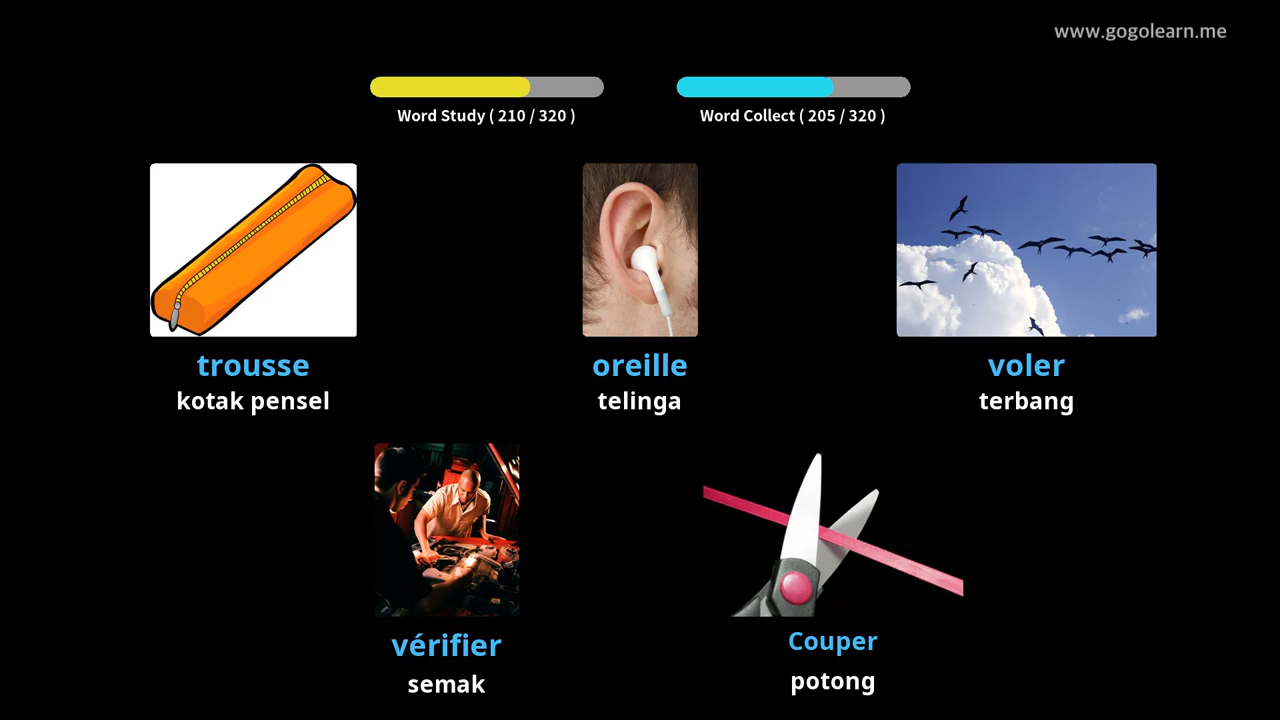 www.gogolearn.me
Word Study ( 210 / 320 )
Word Collect ( 205 / 320 )
trousse
kotak pensel
oreille
telinga
voler
terbang
vérifier
semak
Couper
potong